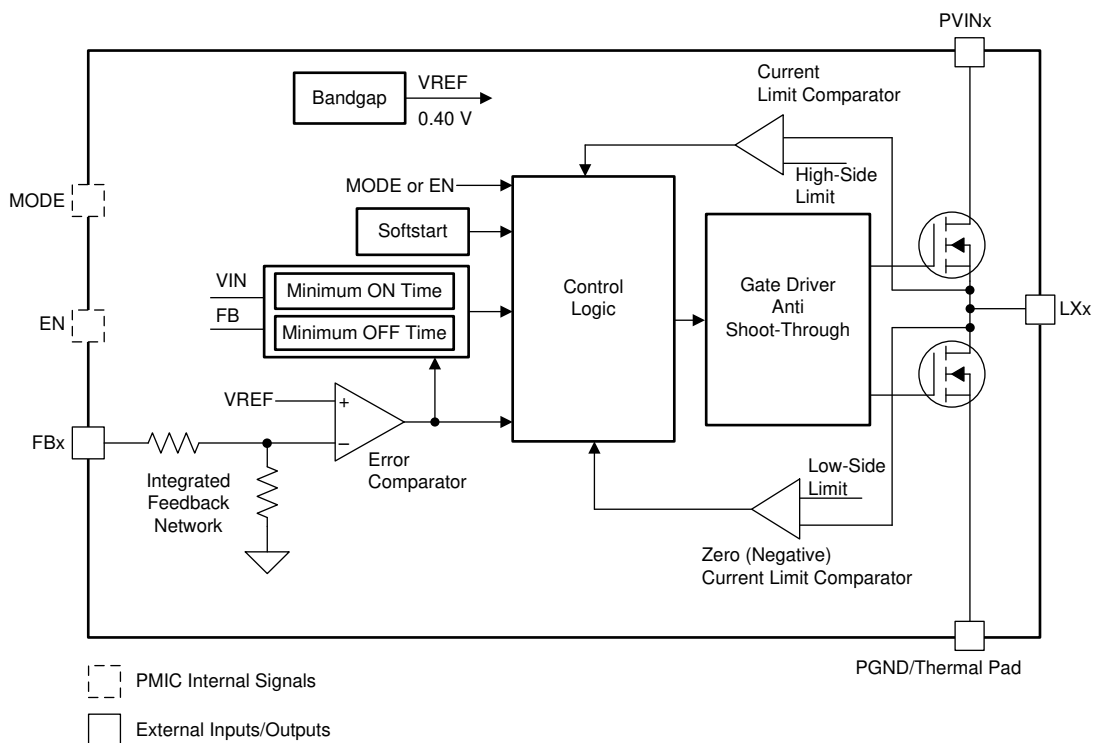 PVINx
Bandgap
VREF
0.40 V
Current
Limit Comparator
High-Side
Limit
MODE
MODE or EN
Softstart
VIN
FB
Minimum ON Time
Minimum OFF Time
Control
Logic
Gate Driver
Anti
Shoot-Through
LXx
EN
VREF
+
−
Error
Comparator
FBx
Integrated
Feedback
Network
Low-Side
Limit
Zero (Negative)
Current Limit Comparator
PGND/Thermal Pad
PMIC Internal Signals
External Inputs/Outputs